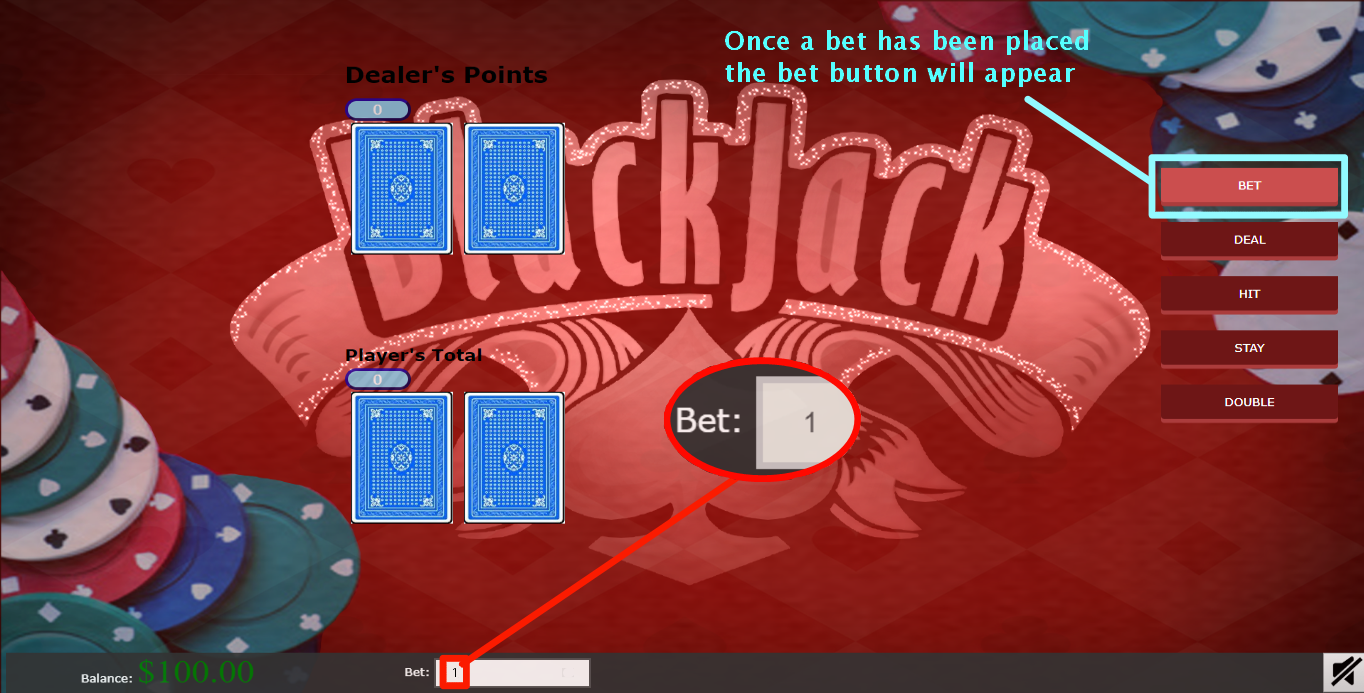 Once a bet has been placed
the bet button will appear
Dealer's Points
0
BlackJack
BET
DEAL
HIT
STAY
DOUBLE
Player's Total
0
Bet: 1
Balance: $100.00
Bet: 1